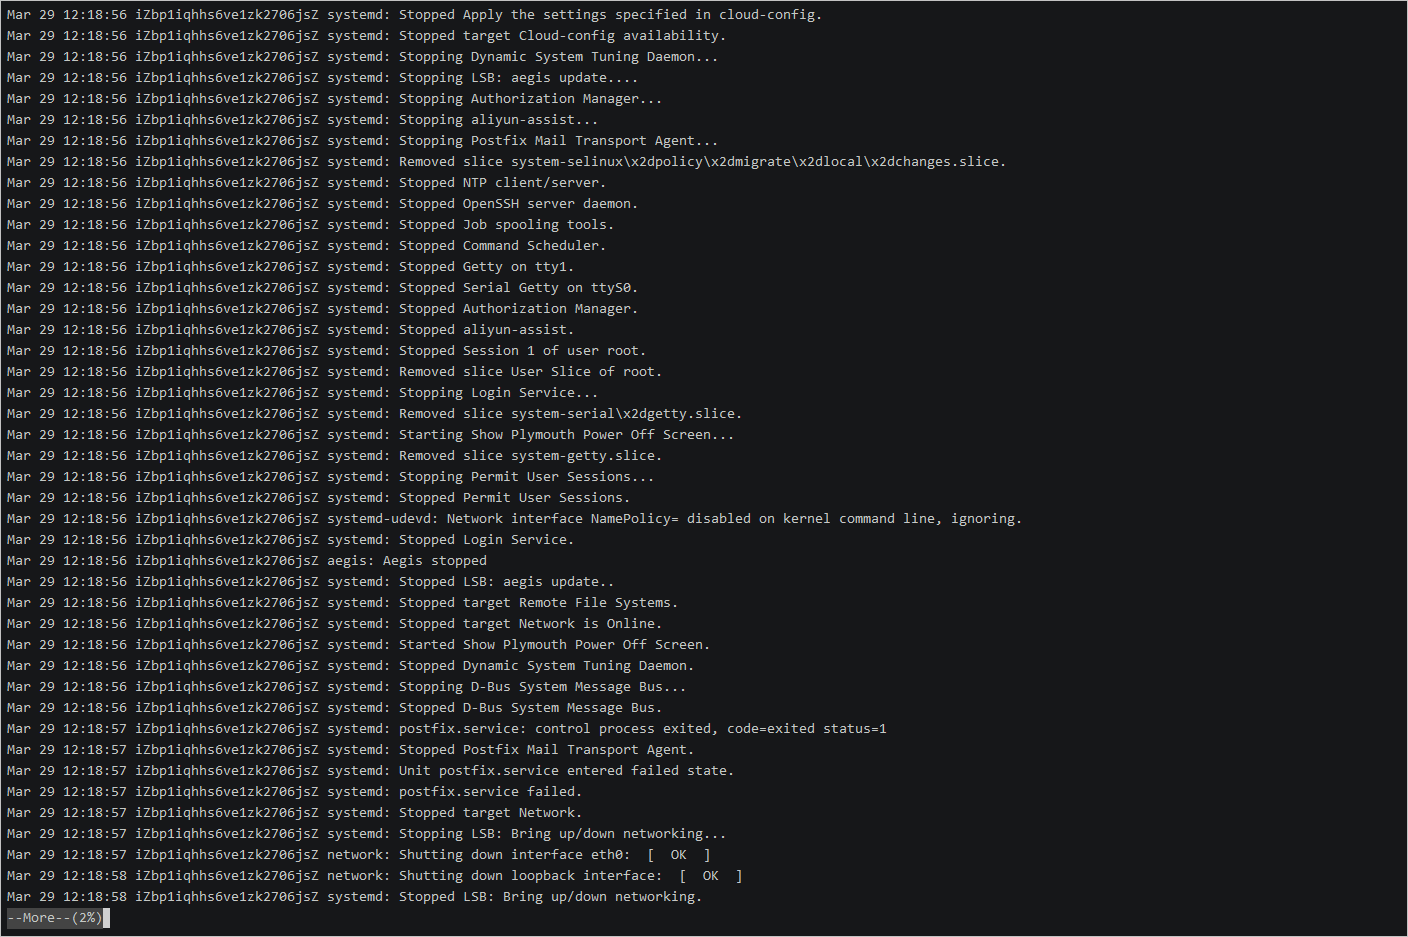 Mar 29 12:18:56 iZbp1iqhhs6ve1zk2706jsZ systemd: Stopped Apply the settings specified in cloud-config.
Mar 29 12:18:56 iZbp1iqhhs6ve1zk2706jsZ systemd: Stopped target Cloud-config availability.
Mar 29 12:18:56 iZbp1iqhhs6ve1zk2706jsZ systemd: Stopping Dynamic System Tuning Daemon...
Mar 29 12:18:56 iZbp1iqhhs6ve1zk2706jsZ systemd: Stopping LSB: aegis update....
Mar 29 12:18:56 iZbp1iqhhs6ve1zk2706jsZ systemd: Stopping Authorization Manager...
Mar 29 12:18:56 iZbp1iqhhs6ve1zk2706jsZ systemd: Stopping aliyun-assist...
Mar 29 12:18:56 iZbp1iqhhs6ve1zk2706jsZ systemd: Stopping Postfix Mail Transport Agent...
Mar 29 12:18:56 iZbp1iqhhs6ve1zk2706jsZ systemd: Removed slice system-selinux\x2dpolicy\x2dmigrate\x2dlocal\x2dchanges.slice.
Mar 29 12:18:56 iZbp1iqhhs6ve1zk2706jsZ systemd: Stopped NTP client/server.
Mar 29 12:18:56 iZbp1iqhhs6ve1zk2706jsZ systemd: Stopped OpenSSH server daemon.
Mar 29 12:18:56 iZbp1iqhhs6ve1zk2706jsZ systemd: Stopped Job spooling tools.
Mar 29 12:18:56 iZbp1iqhhs6ve1zk2706jsZ systemd: Stopped Command Scheduler.
Mar 29 12:18:56 iZbp1iqhhs6ve1zk2706jsZ systemd: Stopped Getty on tty1.
Mar 29 12:18:56 iZbp1iqhhs6ve1zk2706jsZ systemd: Stopped Serial Getty on ttyS0.
Mar 29 12:18:56 iZbp1iqhhs6ve1zk2706jsZ systemd: Stopped Authorization Manager.
Mar 29 12:18:56 iZbp1iqhhs6ve1zk2706jsZ systemd: Stopped aliyun-assist.
Mar 29 12:18:56 iZbp1iqhhs6ve1zk2706jsZ systemd: Stopped Session 1 of user root.
Mar 29 12:18:56 iZbp1iqhhs6ve1zk2706jsZ systemd: Removed slice User Slice of root.
Mar 29 12:18:56 iZbp1iqhhs6ve1zk2706jsZ systemd: Stopping Login Service...
Mar 29 12:18:56 iZbp1iqhhs6ve1zk2706jsZ systemd: Removed slice system-serial\x2dgetty.slice.
Mar 29 12:18:56 iZbp1iqhhs6ve1zk2706jsZ systemd: Starting Show Plymouth Power Off Screen...
Mar 29 12:18:56 iZbp1iqhhs6ve1zk2706jsZ systemd: Removed slice system-getty.slice.
Mar 29 12:18:56 iZbp1iqhhs6ve1zk2706jsZ systemd: Stopping Permit User Sessions...
Mar 29 12:18:56 iZbp1iqhhs6ve1zk2706jsZ systemd: Stopped Permit User Sessions.
Mar 29 12:18:56 iZbp1iqhhs6ve1zk2706jsZ systemd-udevd: Network interface NamePolicy= disabled on kernel command line, ignoring.
Mar 29 12:18:56 iZbp1iqhhs6ve1zk2706jsZ systemd: Stopped Login Service.
Mar 29 12:18:56 iZbp1iqhhs6ve1zk2706jsZ aegis: Aegis stopped
Mar 29 12:18:56 iZbp1iqhhs6ve1zk2706jsZ systemd: Stopped LSB: aegis update..
Mar 29 12:18:56 iZbp1iqhhs6ve1zk2706jsZ systemd: Stopped target Remote File Systems.
Mar 29 12:18:56 iZbp1iqhhs6ve1zk2706jsZ systemd: Stopped target Network is Online.
Mar 29 12:18:56 iZbp1iqhhs6ve1zk2706jsZ systemd: Started Show Plymouth Power Off Screen.
Mar 29 12:18:56 iZbp1iqhhs6ve1zk2706jsZ systemd: Stopped Dynamic System Tuning Daemon.
Mar 29 12:18:56 iZbp1iqhhs6ve1zk2706jsZ systemd: Stopping D-Bus System Message Bus...
Mar 29 12:18:56 iZbp1iqhhs6ve1zk2706jsZ systemd: Stopped D-Bus System Message Bus.
Mar 29 12:18:57 iZbp1iqhhs6ve1zk2706jsZ systemd: postfix.service: control process exited, code=exited status=1
Mar 29 12:18:57 iZbp1iqhhs6ve1zk2706jsZ systemd: Stopped Postfix Mail Transport Agent.
Mar 29 12:18:57 iZbp1iqhhs6ve1zk2706jsZ systemd: Unit postfix.service entered failed state.
Mar 29 12:18:57 iZbp1iqhhs6ve1zk2706jsZ systemd: postfix.service failed.
Mar 29 12:18:57 iZbp1iqhhs6ve1zk2706jsZ systemd: Stopped target Network.
Mar 29 12:18:57 iZbp1iqhhs6ve1zk2706jsZ systemd: Stopping LSB: Bring up/down networking...
Mar 29 12:18:57 iZbp1iqhhs6ve1zk2706jsZ network: Shutting down interface eth0:  [  OK  ]
Mar 29 12:18:58 iZbp1iqhhs6ve1zk2706jsZ network: Shutting down loopback interface:  [  OK  ]
Mar 29 12:18:58 iZbp1iqhhs6ve1zk2706jsZ systemd: Stopped LSB: Bring up/down networking.
--More--(2%)